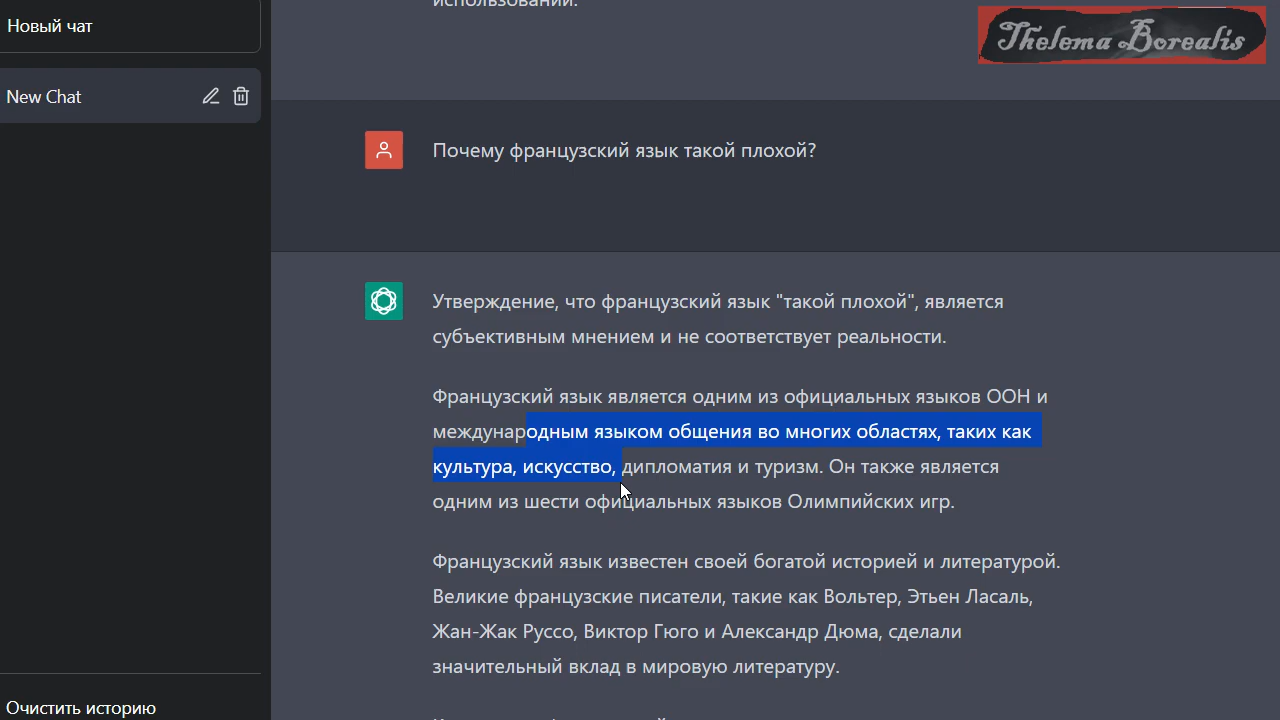 использовании.
Новый чат
Thelema Borealis
New Chat
Почему французский язык такой плохой?
Утверждение, что французский язык "такой плохой", является
субъективным мнением и не соответствует реальности.
Французский язык является одним из официальных языков ООН и
международным языком общения во многих областях, таких как
культура, искусство, дипломатия и туризм. Он также является
одним из шести официальных языков Олимпийских игр.
Французский язык известен своей богатой историей и литературой.
Великие французские писатели, такие как Вольтер, Этьен Ласаль,
Жан-Жак Руссо, Виктор Гюго и Александр Дюма, сделали
значительный вклад в мировую литературу.
Очистить историю